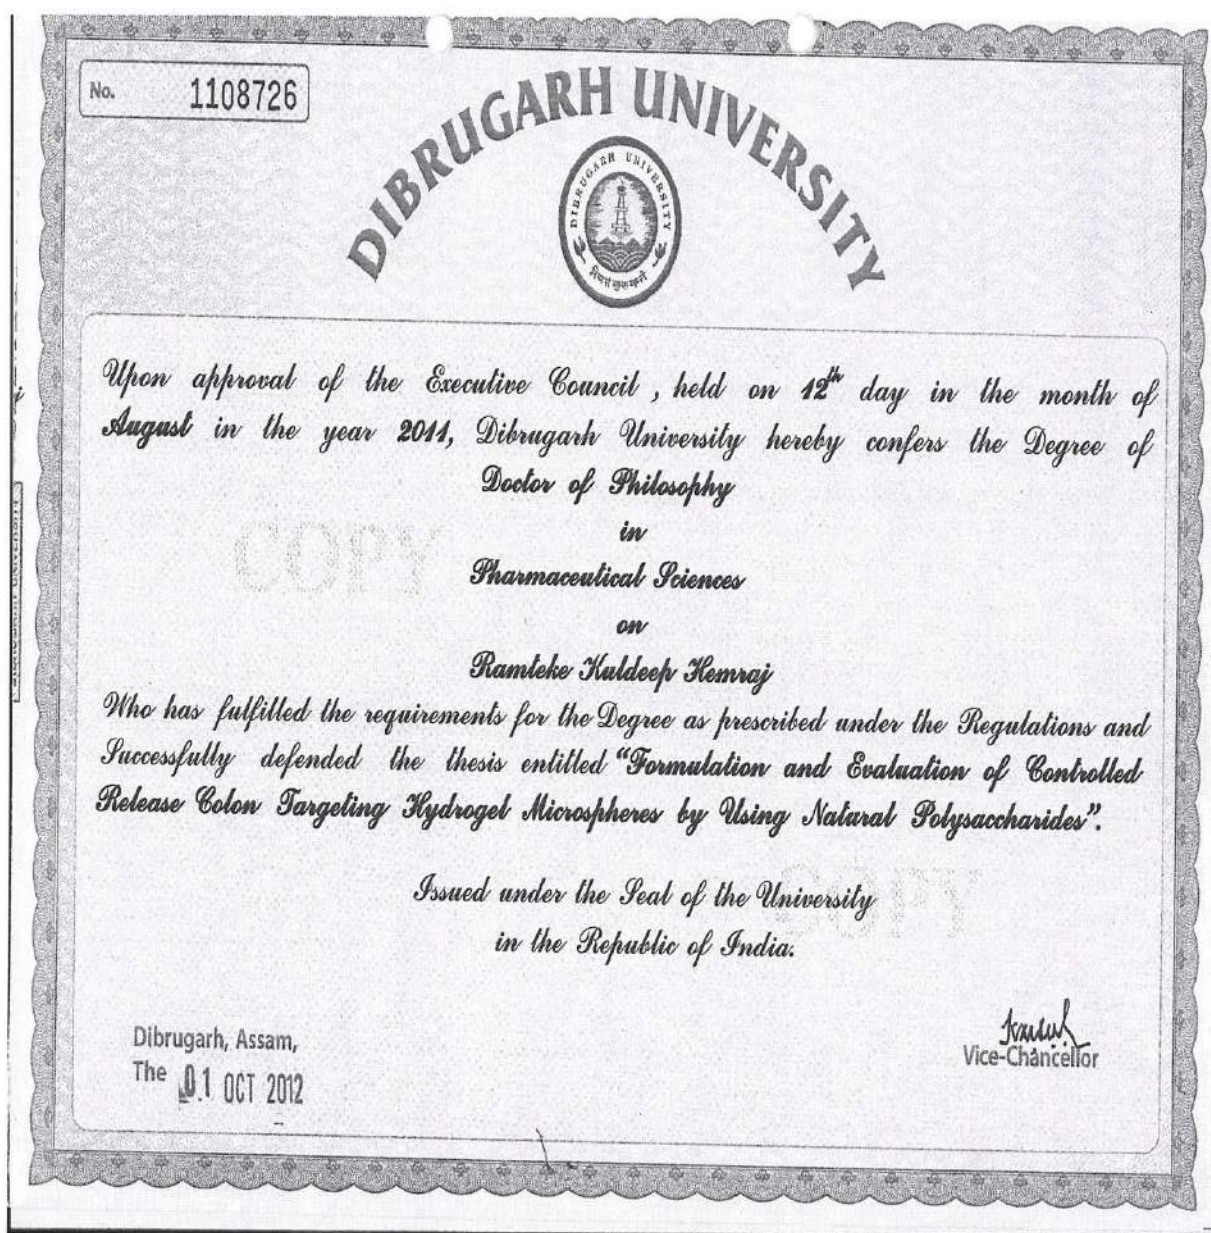 No. 1108726
DIBRUGARH UNIVERSITY
DIBRUGARH UNIVERSITY
Upon approval of the Executive Council , held on 12th day in the month of
August in the year 2011, Dibrugarh University hereby confers the Degree of
Doctor of Philosophy
in
COPY
Pharmaceutical Sciences
on
Ramteke Kuldeep Hemraj
Who has fulfilled the requirements for the Degree as prescribed under the Regulations and
Successfully defended the thesis entitled "Formulation and Evaluation of Controlled
Release Colon Targeting Hydrogel Microspheres by Using Natural Polysaccharides".
Issued under the Seal of the University
in the Republic of India.
Dibrugarh, Assam,
The 01 OCT 2012
Vice-Chancellor